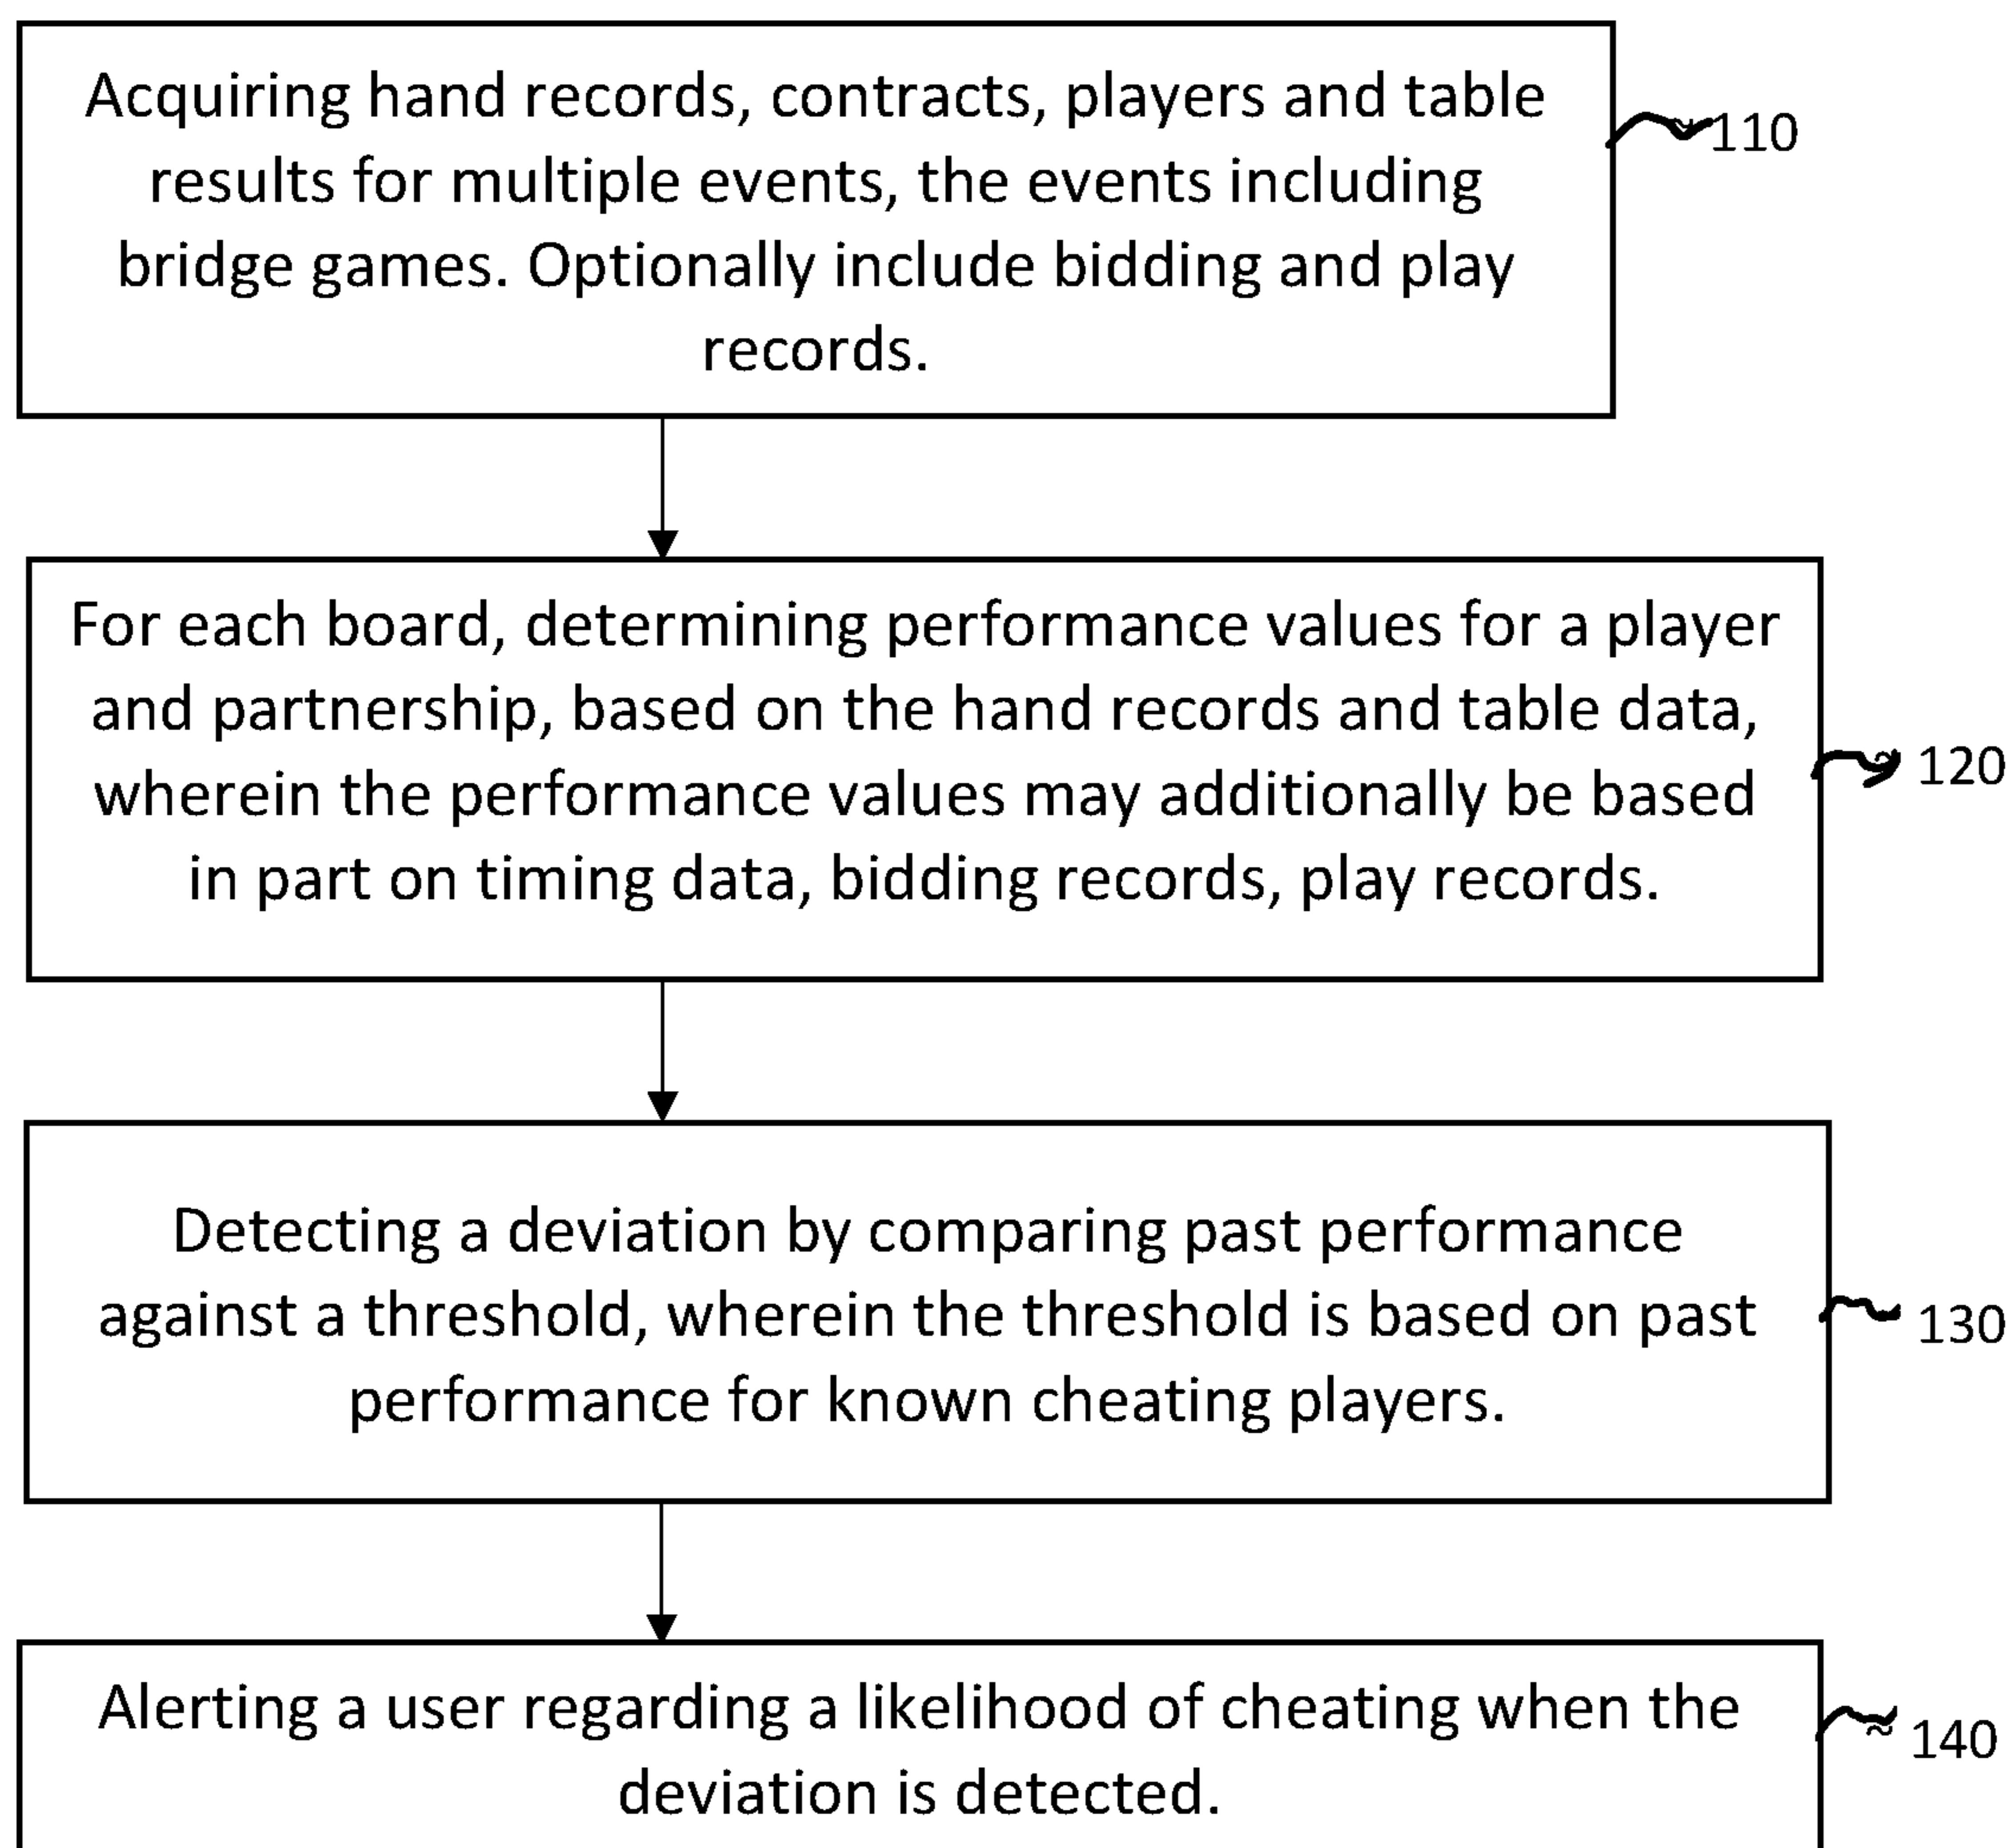 Acquiring hand records, contracts, players and table
results for multiple events, the events including
bridge games. Optionally include bidding and play
records.
110
For each board, determining performance values for a player
and partnership, based on the hand records and table data,
wherein the performance values may additionally be based
in part on timing data, bidding records, play records.
120
Detecting a deviation by comparing past performance
against a threshold, wherein the threshold is based on past
performance for known cheating players.
130
Alerting a user regarding a likelihood of cheating when the
deviation is detected.
140